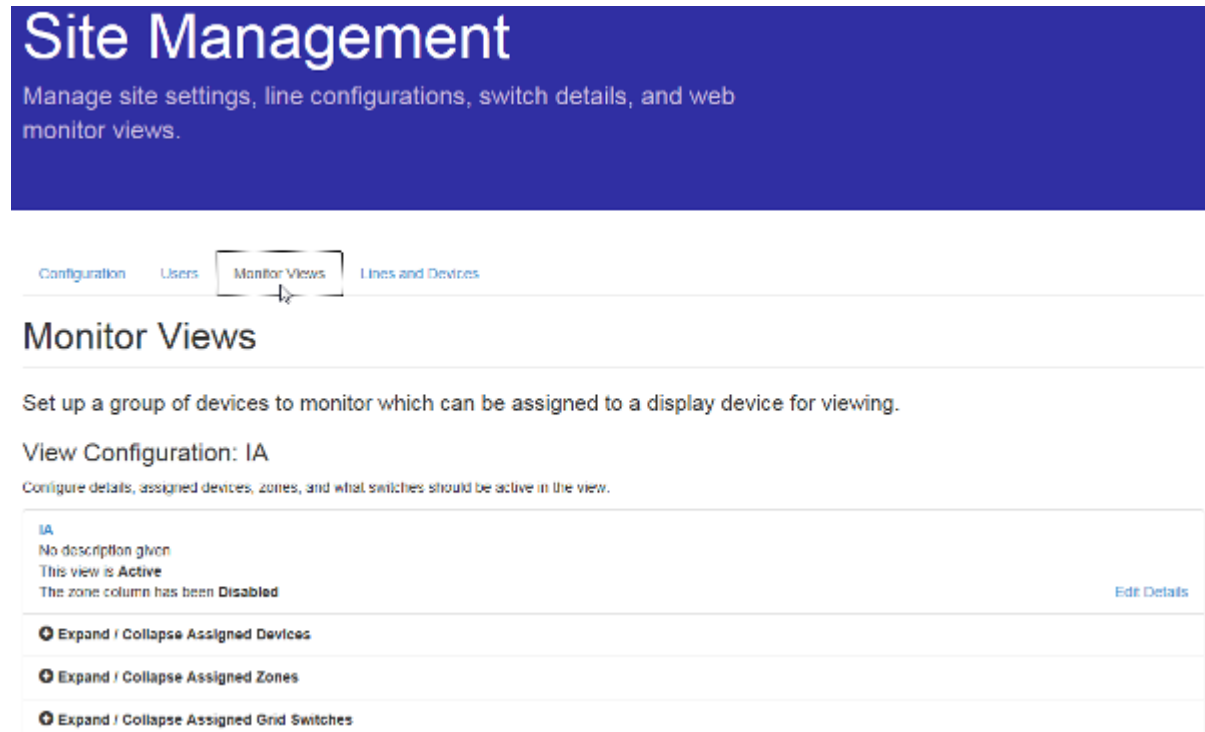 Site Management
Manage site settings, line configurations, switch details, and web
monitor views.
Configuration Users Monitor Views Lines and Devices
Monitor Views
Set up a group of devices to monitor which can be assigned to a display device for viewing.
View Configuration: IA
Configure details, assigned devices, zones, and what switches should be active in the view.
IA
No description given
This view is Active
The zone column has been Disabled
Edit Details
Expand / Collapse Assigned Devices
Expand / Collapse Assigned Zones
Expand / Collapse Assigned Grid Switches